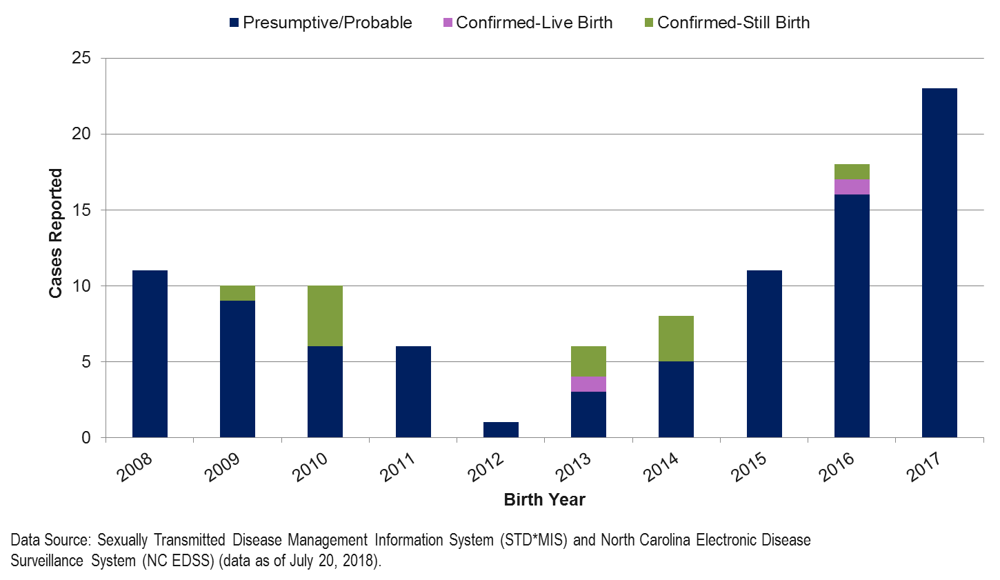 Presumptive/Probable Confirmed-Live Birth Confirmed-Still Birth
25
20
15
10
5
0
Cases Reported
2008 2009 2010 2011 2012 2013 2014 2015 2016 2017
Birth Year
Data Source: Sexually Transmitted Disease Management Information System (STD*MIS) and North Carolina Electronic Disease
Surveillance System (NC EDSS) (data as of July 20, 2018).